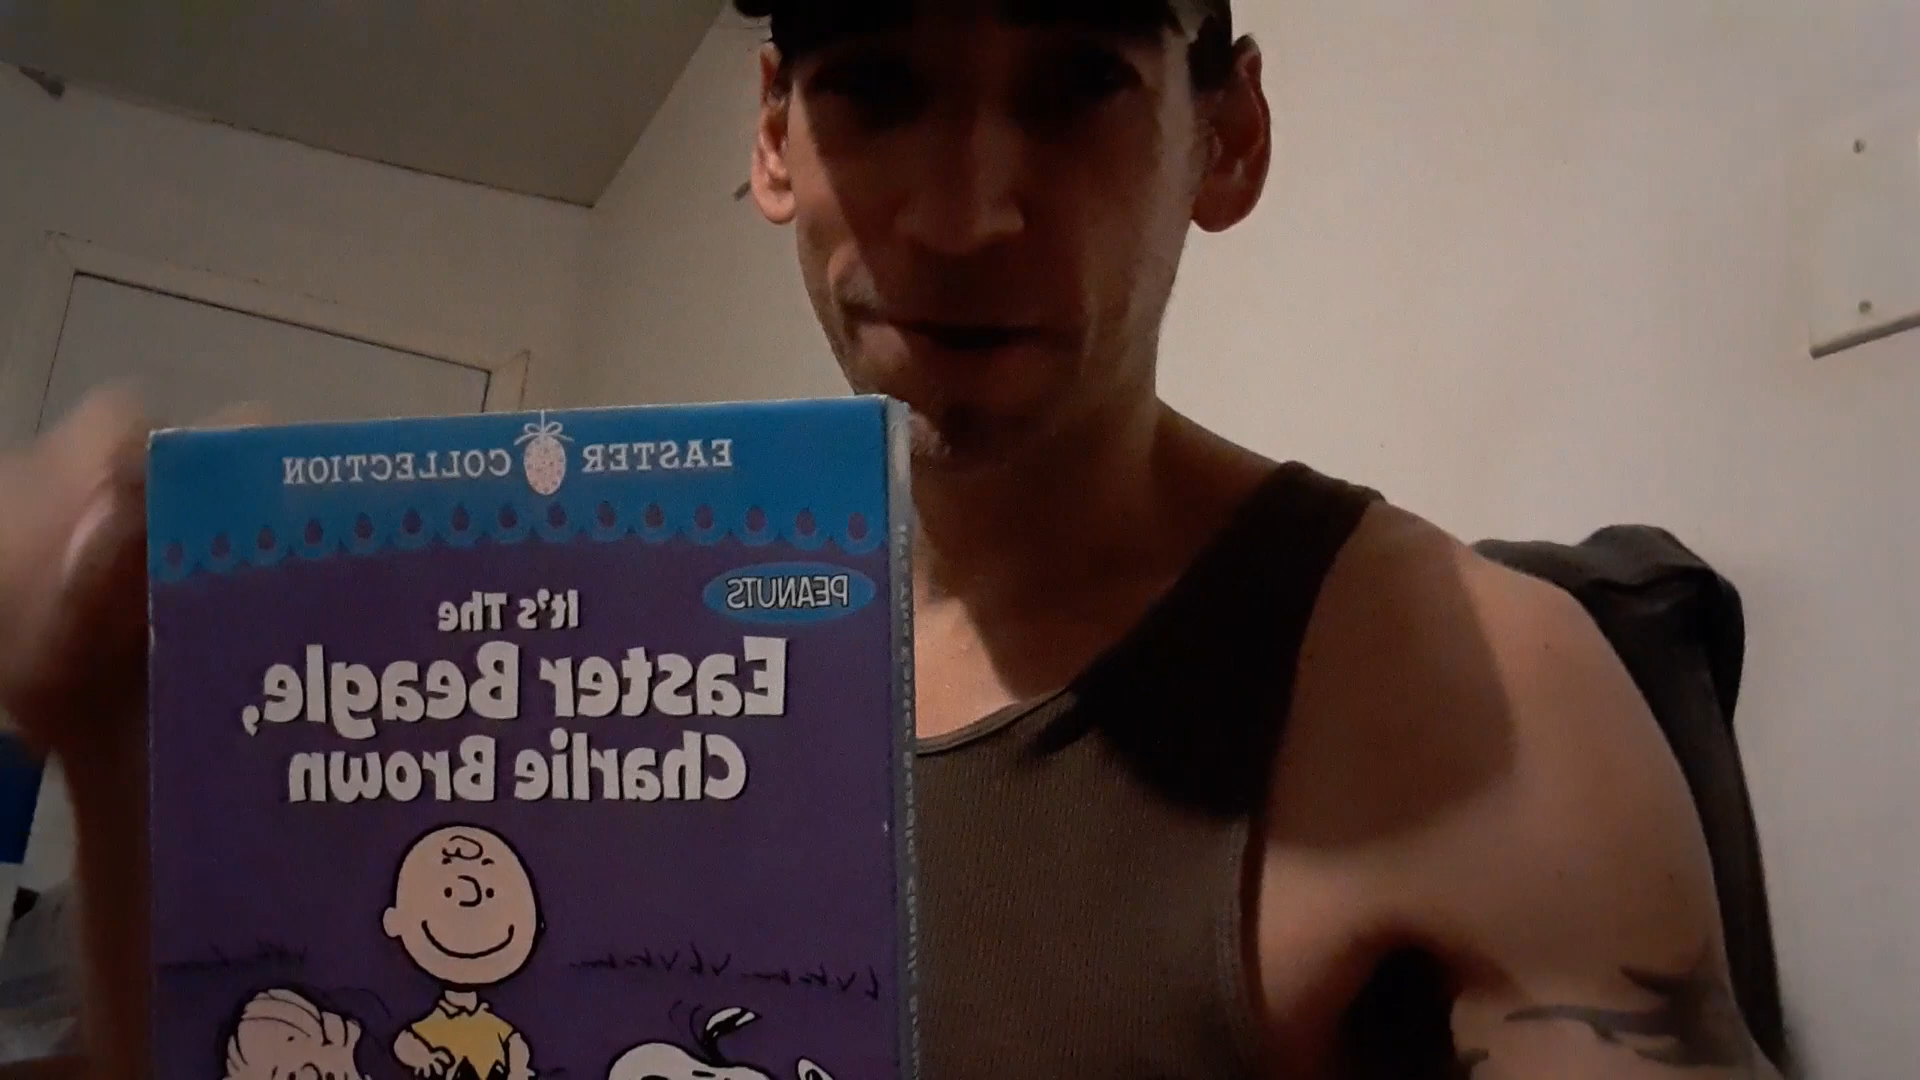 EASTER COLLECTION
PEANUTS
It's The
Easter Beagle,
Charlie Brown